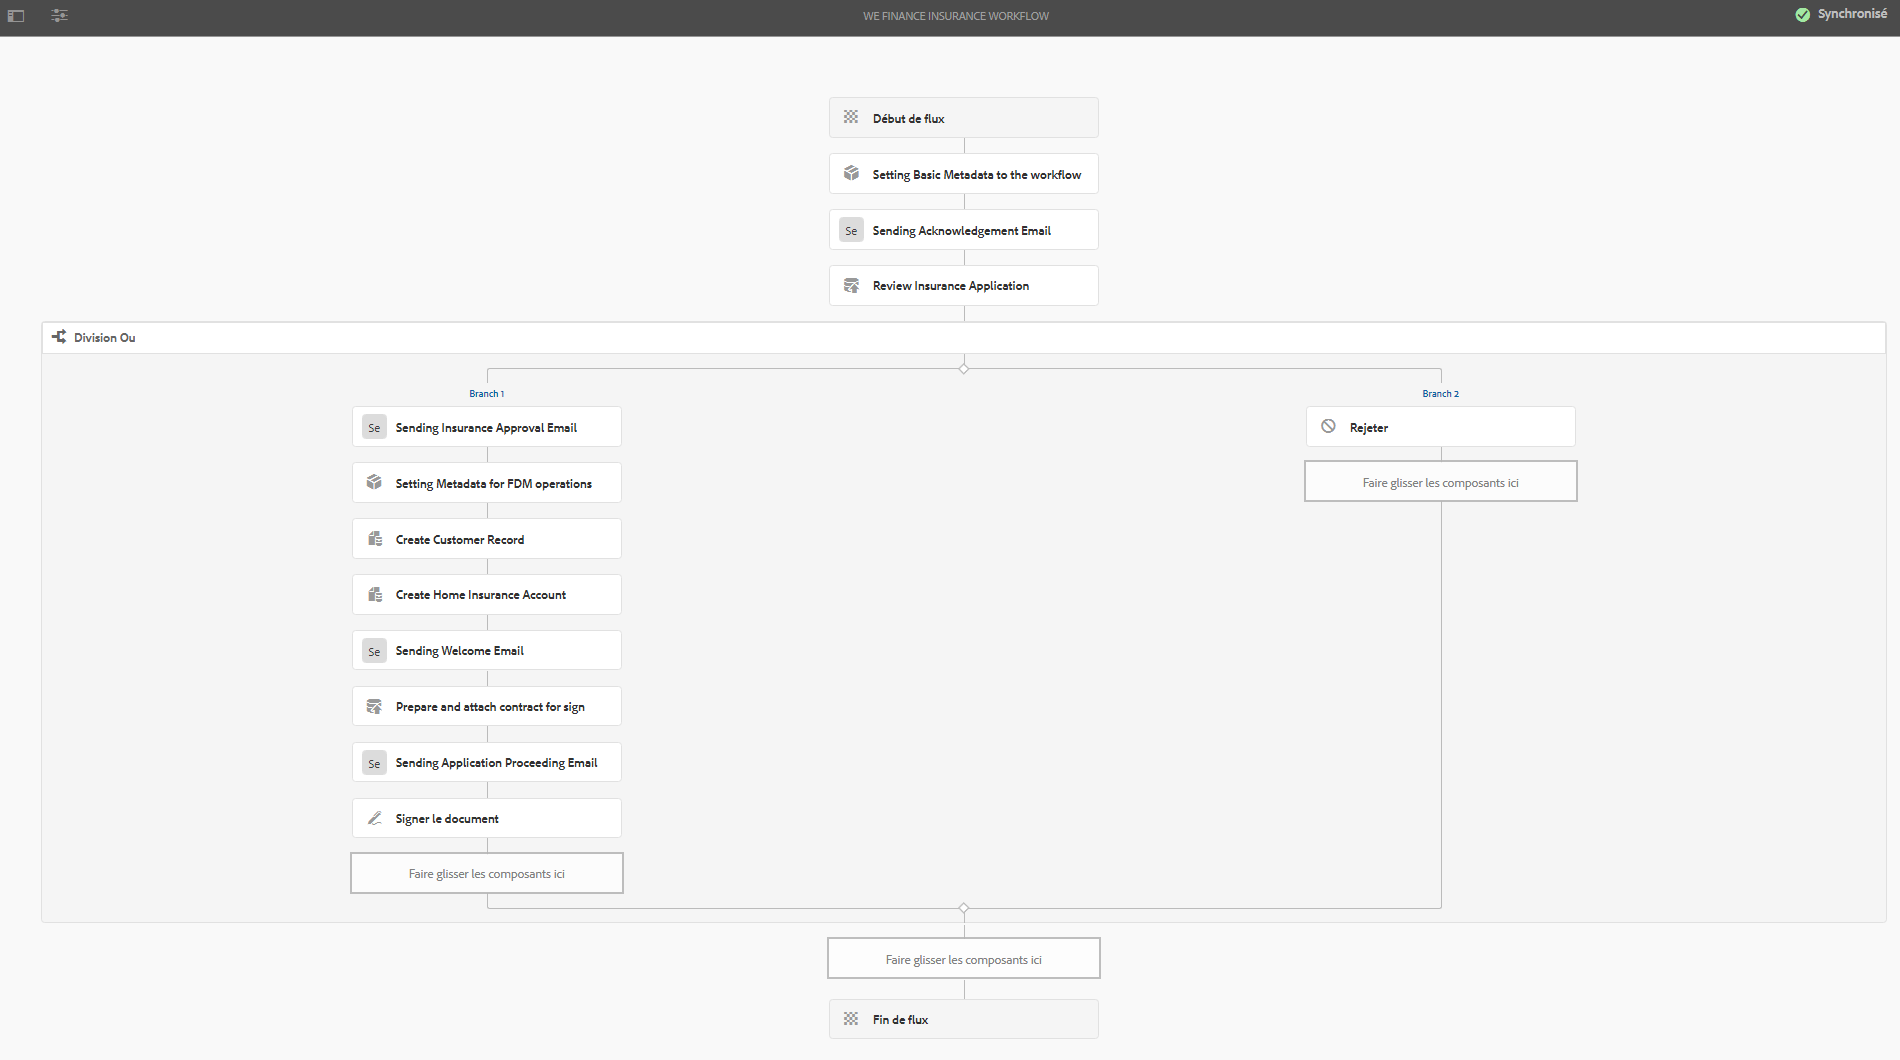 WE FINANCE INSURANCE WORKFLOW
Synchronisé
Début de flux
Setting Basic Metadata to the workflow
Se Sending Acknowledgement Email
Review Insurance Application
Division Ou
Branch 1
Se Sending Insurance Approval Email
Setting Metadata for FDM operations
Create Customer Record
Create Home Insurance Account
Se Sending Welcome Email
Prepare and attach contract for sign
Se Sending Application Proceeding Email
Signer le document
Faire glisser les composants ici
Branch 2
Rejeter
Faire glisser les composants ici
Faire glisser les composants ici
Fin de flux